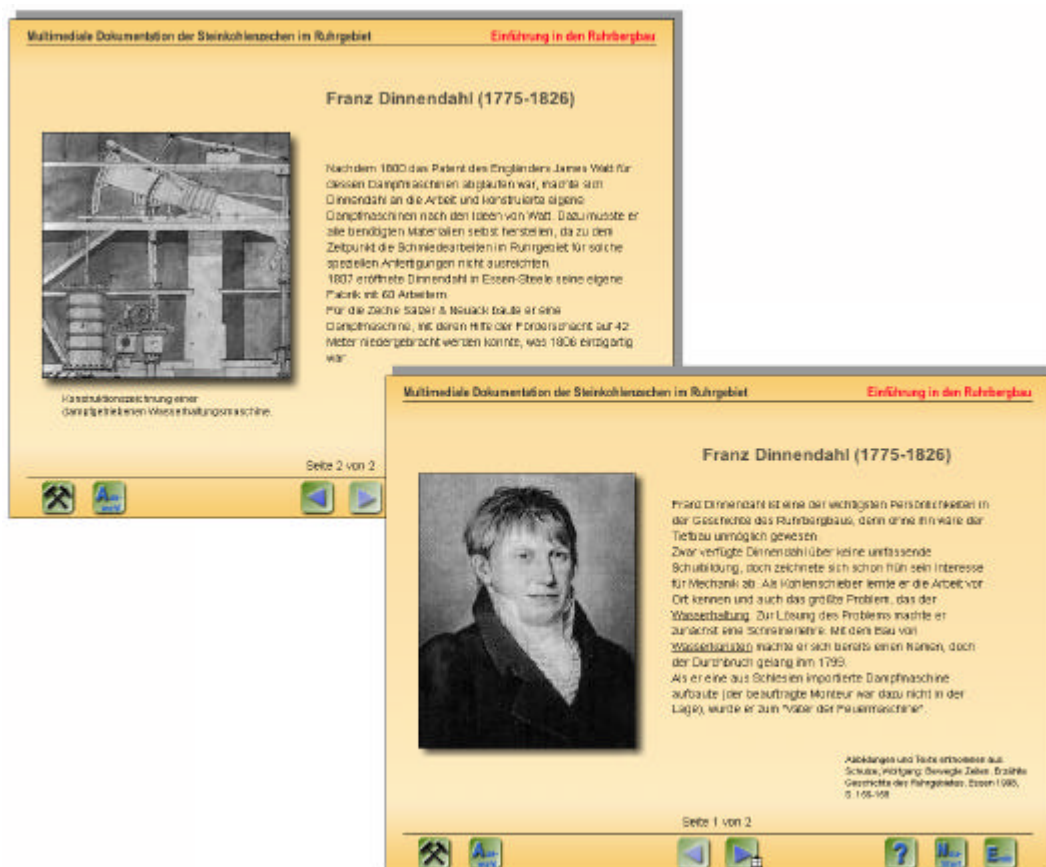 Multimediale Dokumentation der Steinkohlenzechen im Ruhrgebiet
Einführung in den Ruhrbergbau
Franz Dinnendahl (1775-1826)
Nachdem 1800 das Patent des Engländers James Watt für
dessen Dampfmaschinen abglaufen war, machte sich
Dinnendahl an die Arbeit und konstruierte eigene
Dampfmaschinen nach den Ideen von Watt. Dazu musste er
alle benötigten Materialien selbst herstellen, da zu dem
Zeitpunkt die Schmiedearbeiten im Ruhrgebiet für solche
speziellen Anfertigungen nicht ausreichten.
1807 eröffnete Dinnendahl in Essen-Steele seine eigene
Fabrik mit 60 Arbeitern.
Für die Zeche Sälzer & Neuack baute er eine
Dampfmaschine, mit deren Hilfe der Förderschacht auf 42
Meter niedergebracht werden konnte, was 1806 einzigartig
war.
Konstruktionszeichnung einer
dampfgetriebenen Wasserhaltungsmaschine.
Seite 2 von 2
Multimediale Dokumentation der Steinkohlenzechen im Ruhrgebiet
Einführung in den Ruhrbergbau
Franz Dinnendahl (1775-1826)
Franz Dinnendahl ist eine der wichtigsten Persönlichkeiten in
der Geschichte des Ruhrbergbaus, denn ohne ihn wäre der
Tiefbau unmöglich gewesen.
Zwar verfügte Dinnendahl über keine umfassende
Schulbildung, doch zeichnete sich schon früh sein Interesse
für Mechanik ab. Als Kohlenschieber lernte er die Arbeit vor
Ort kennen und auch das größte Problem, das der
Wasserhaltung. Zur Lösung des Problems machte er
zunächst eine Schreinerlehre. Mit dem Bau von
Wasserkünsten machte er sich bereits einen Namen, doch
der Durchbruch gelang ihm 1799.
Als er eine aus Schlesien importierte Dampfmaschine
aufbaute (der beauftragte Monteur war dazu nicht in der
Lage), wurde er zum "Vater der Feuermaschine".
Abbildungen und Texte entnommen aus:
Schulze, Wolfgang: Bewegte Zeiten. Erzählte
Geschichte des Ruhrgebietes, Essen
S.
Seite 1 von 2
?